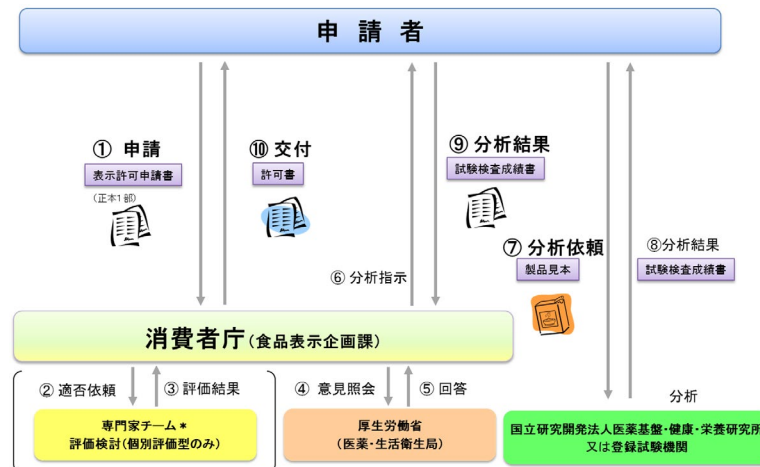 申 請 者
① 申請
表示許可申請書
(正本1部)
⑩ 交付
許可書
⑨ 分析結果
試験検査成績書
⑦ 分析依頼
製品見本
⑧分析結果
試験検査成績書
⑥ 分析指示
消費者庁(食品表示企画課)
② 適否依頼
③ 評価結果
④ 意見照会
⑤ 回答
分析
専門家チーム*
評価検討(個別評価型のみ)
厚生労働省
(医薬・生活衛生局)
国立研究開発法人医薬基盤・健康・栄養研究所
又は登録試験機関